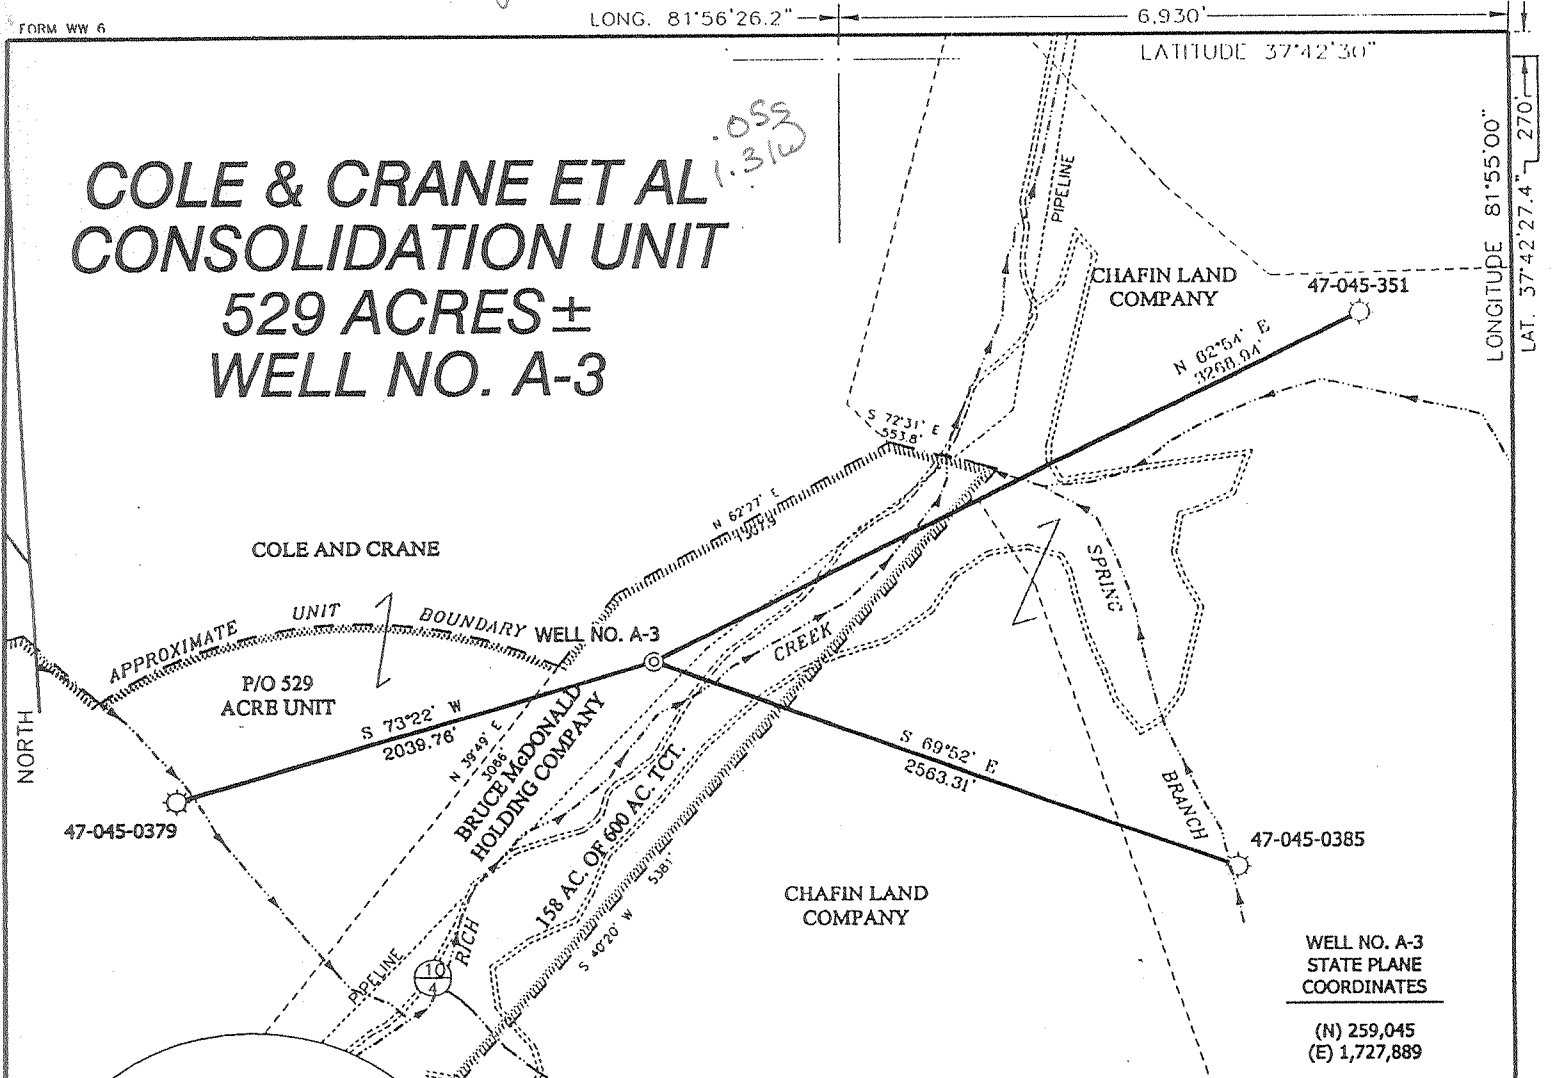 FORM WW 6
LONG. 81°56'26.2"
6,930'
LATITUDE 37°42'30"
270'
LONGITUDE 81°55'00"
LAT. 37°42'27.4"
.055
1.31W
COLE & CRANE ET AL
CONSOLIDATION UNIT
529 ACRES±
WELL NO. A-3
PIPELINE
CHAFIN LAND
COMPANY
47-045-351
N 62°54' E
3268.94'
S 72°31' E
553.8'
N 62°27' E
1307.9'
COLE AND CRANE
APPROXIMATE UNIT BOUNDARY
WELL NO. A-3
SPRING
BRANCH
CREEK
P/O 529
ACRE UNIT
S 73°22' W
2039.76'
NORTH
N 39°49' E
3066'
BRUCE McDONALD
HOLDING COMPANY
S 69°52' E
2563.31'
47-045-0379
47-045-0385
158 AC. OF 600 AC. TCT.
5381'
S 40°20' W
CHAFIN LAND
COMPANY
RICH
PIPELINE
10
4
WELL NO. A-3
STATE PLANE
COORDINATES
(N) 259,045
(E) 1,727,889